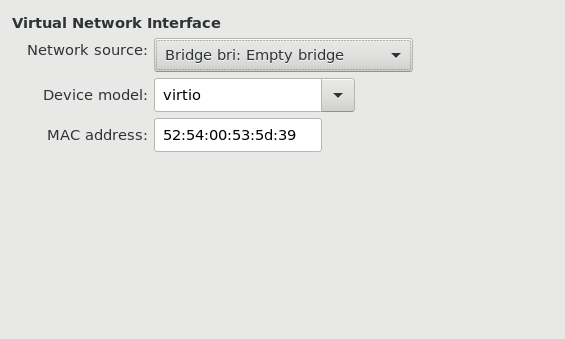 Virtual Network Interface
Network source: Bridge bri: Empty bridge
Device model: virtio
MAC address: 52:54:00:53:5d:39